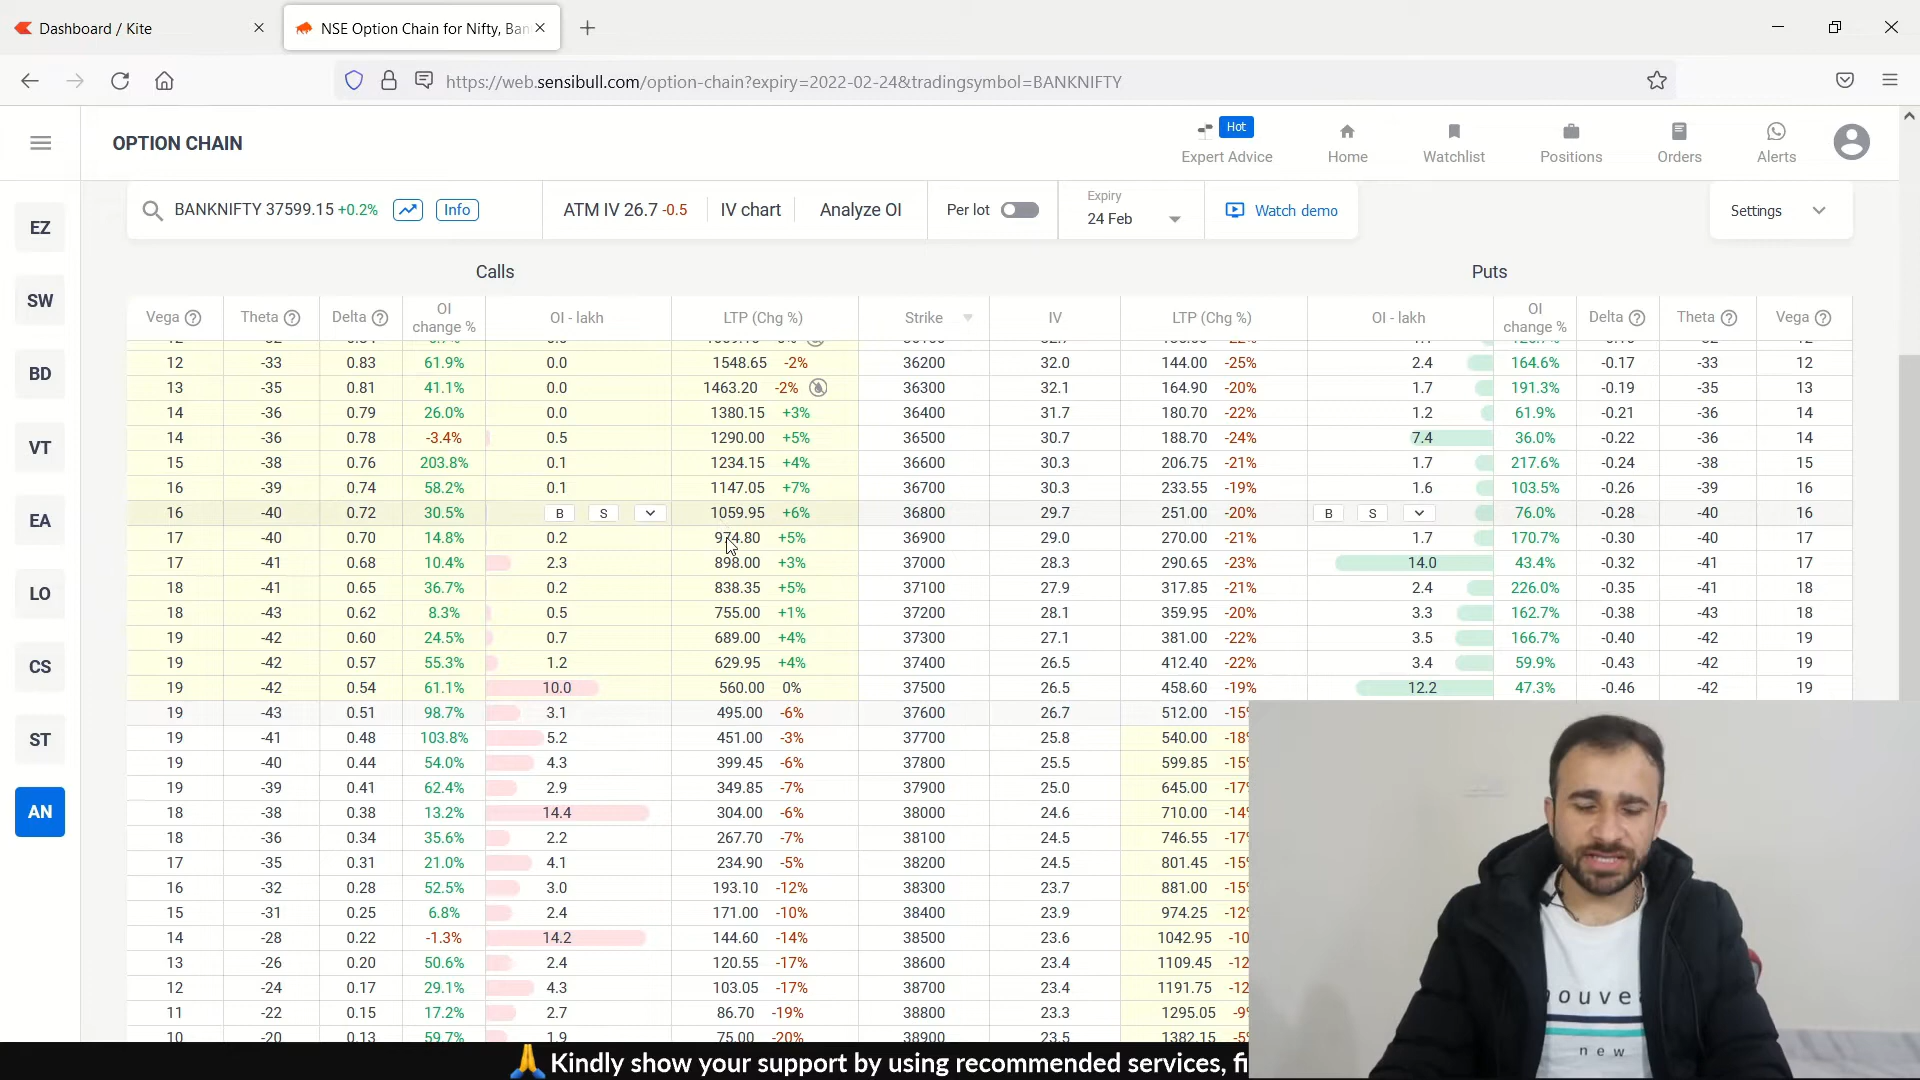 Dashboard / Kite
NSE Option Chain for Nifty, Ban
https://web.sensibull.com/option-chain?expiry=2022-02-24&tradingsymbol=BANKNIFTY
OPTION CHAIN
Hot
Expert Advice
Home
Watchlist
Positions
Orders
Alerts
EZ
SW
BD
VT
EA
LO
CS
ST
AN
BANKNIFTY 37599.15 +0.2% Info
ATM IV 26.7 -0.5
IV chart
Analyze OI
Per lot
Expiry
24 Feb
Watch demo
Settings
Calls
Puts
Vega Theta Delta OI change % OI - lakh LTP (Chg %) Strike IV LTP (Chg %) OI - lakh OI change % Delta Theta Vega
12 -33 0.83 61.9% 0.0 1548.65 -2% 36200 32.0 144.00 -25% 2.4 164.6% -0.17 -33 12
13 -35 0.81 41.1% 0.0 1463.20 -2% 36300 32.1 164.90 -20% 1.7 191.3% -0.19 -35 13
14 -36 0.79 26.0% 0.0 1380.15 +3% 36400 31.7 180.70 -22% 1.2 61.9% -0.21 -36 14
14 -36 0.78 -3.4% 0.5 1290.00 +5% 36500 30.7 188.70 -24% 7.4 36.0% -0.22 -36 14
15 -38 0.76 203.8% 0.1 1234.15 +4% 36600 30.3 206.75 -21% 1.7 217.6% -0.24 -38 15
16 -39 0.74 58.2% 0.1 1147.05 +7% 36700 30.3 233.55 -19% 1.6 103.5% -0.26 -39 16
16 -40 0.72 30.5% B S 1059.95 +6% 36800 29.7 251.00 -20% B S 76.0% -0.28 -40 16
17 -40 0.70 14.8% 0.2 974.80 +5% 36900 29.0 270.00 -21% 1.7 170.7% -0.30 -40 17
17 -41 0.68 10.4% 2.3 898.00 +3% 37000 28.3 290.65 -23% 14.0 43.4% -0.32 -41 17
18 -41 0.65 36.7% 0.2 838.35 +5% 37100 27.9 317.85 -21% 2.4 226.0% -0.35 -41 18
18 -43 0.62 8.3% 0.5 755.00 +1% 37200 28.1 359.95 -20% 3.3 162.7% -0.38 -43 18
19 -42 0.60 24.5% 0.7 689.00 +4% 37300 27.1 381.00 -22% 3.5 166.7% -0.40 -42 19
19 -42 0.57 55.3% 1.2 629.95 +4% 37400 26.5 412.40 -22% 3.4 59.9% -0.43 -42 19
19 -42 0.54 61.1% 10.0 560.00 0% 37500 26.5 458.60 -19% 12.2 47.3% -0.46 -42 19
19 -43 0.51 98.7% 3.1 495.00 -6% 37600 26.7 512.00 -15%
19 -41 0.48 103.8% 5.2 451.00 -3% 37700 25.8 540.00 -18%
19 -40 0.44 54.0% 4.3 399.45 -6% 37800 25.5 599.85 -15%
19 -39 0.41 62.4% 2.9 349.85 -7% 37900 25.0 645.00 -17%
18 -38 0.38 13.2% 14.4 304.00 -6% 38000 24.6 710.00 -14%
18 -36 0.34 35.6% 2.2 267.70 -7% 38100 24.5 746.55 -17%
17 -35 0.31 21.0% 4.1 234.90 -5% 38200 24.5 801.45 -15%
16 -32 0.28 52.5% 3.0 193.10 -12% 38300 23.7 881.00 -15%
15 -31 0.25 6.8% 2.4 171.00 -10% 38400 23.9 974.25 -12%
14 -28 0.22 -1.3% 14.2 144.60 -14% 38500 23.6 1042.95 -10
13 -26 0.20 50.6% 2.4 120.55 -17% 38600 23.4 1109.45 -12
12 -24 0.17 29.1% 4.3 103.05 -17% 38700 23.4 1191.75 -12
11 -22 0.15 17.2% 2.7 86.70 -19% 38800 23.3 1295.05 -9%
10 -20 0.13 59.7% 1.9 75.00 -20% 38900 23.5 1382.15
ouve
new
🙏 Kindly show your support by using recommended services, fi